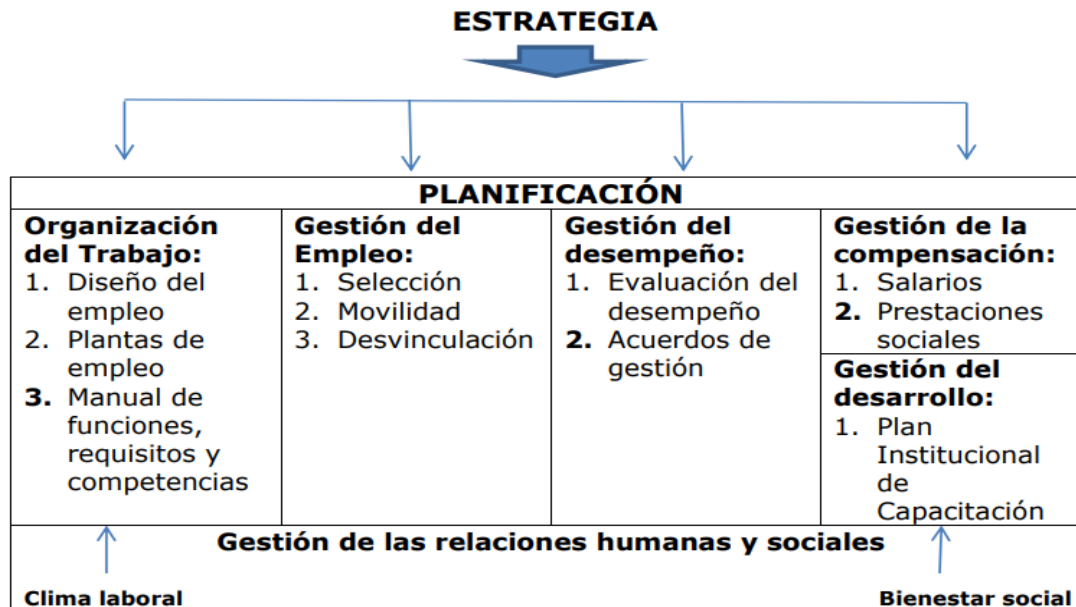 ESTRATEGIA
PLANIFICACIÓN
Organización
del Trabajo:
1. Diseño del
empleo
2. Plantas de
empleo
3. Manual de
funciones,
requisitos y
competencias
Gestión del
Empleo:
1. Selección
2. Movilidad
3. Desvinculación
Gestión del
desempeño:
1. Evaluación del
desempeño
2. Acuerdos de
gestión
Gestión de la
compensación:
1. Salarios
2. Prestaciones
sociales
Gestión del
desarrollo:
1. Plan
Institucional
de
Capacitación
Gestión de las relaciones humanas y sociales
Clima laboral
Bienestar social